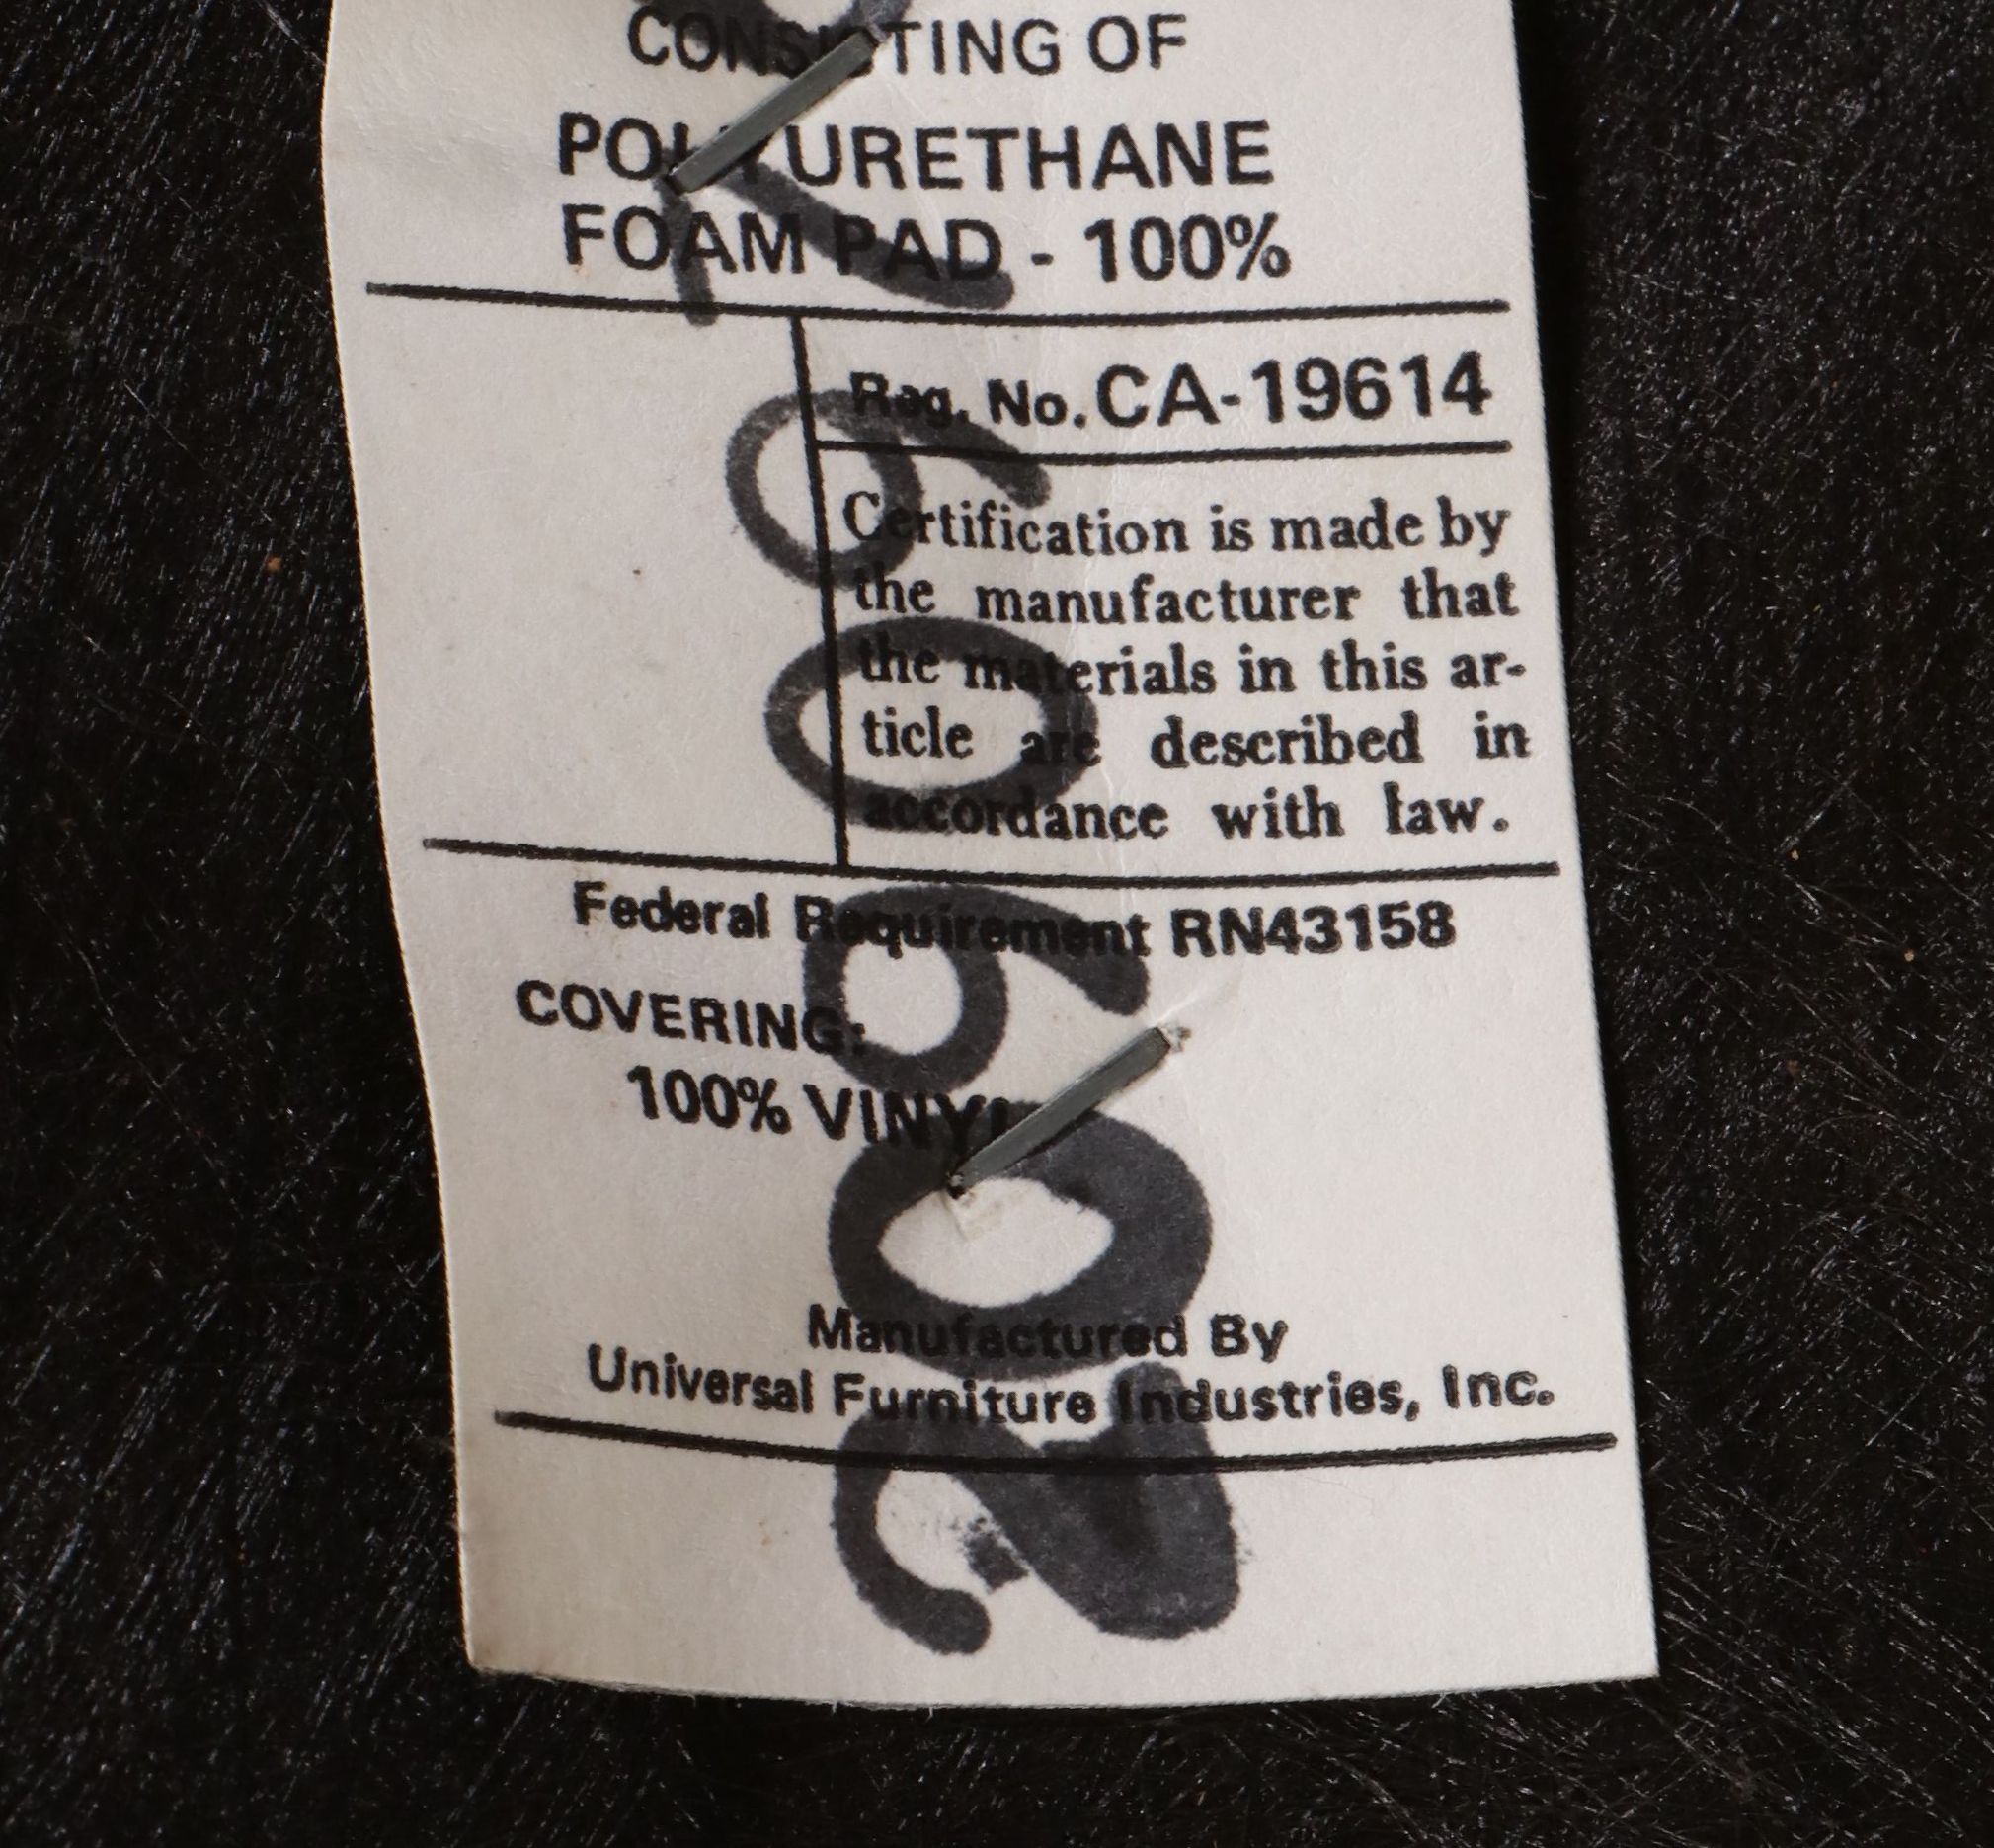 CONSISTING OF
POLYURETHANE
FOAM PAD - 100%
Reg. No. CA-19614
Certification is made by
the manufacturer that
the materials in this ar-
ticle are described in
accordance with law.
Federal Requirement RN43158
COVERING:
100% VINYL
Manufactured By
Universal Furniture Industries, Inc.
209097